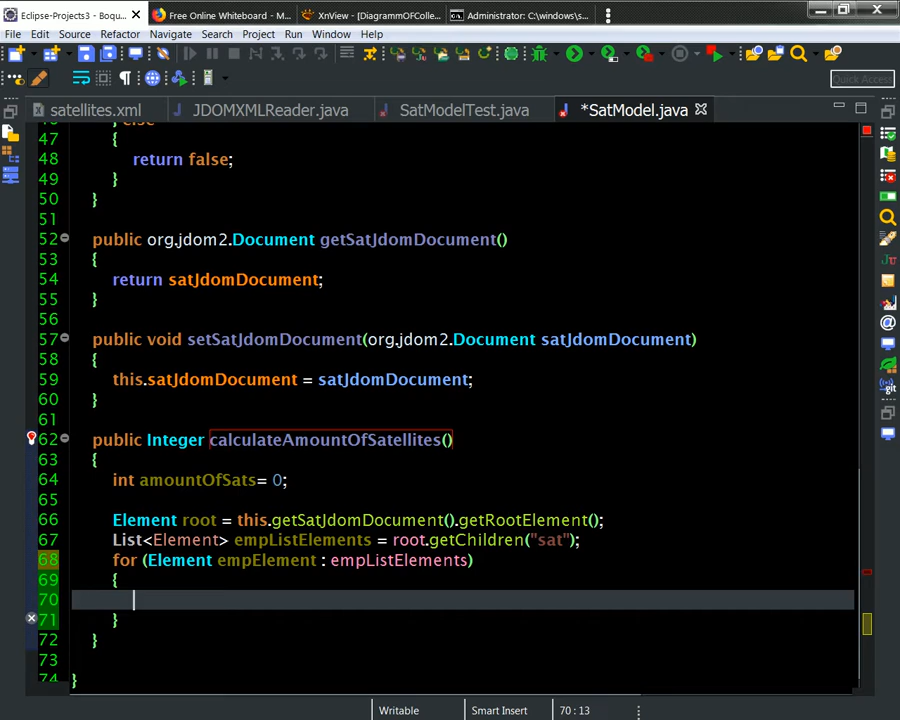 Eclipse-Projects3 - Boqu...
Free Online Whiteboard - M...
XnView - [DiagrammOfColle...
Administrator: C:\windows\s...
File Edit Source Refactor Navigate Search Project Run Window Help
Quick Access
satellites.xml
JDOMXMLReader.java
SatModelTest.java
*SatModel.java
47 {
48 return false;
49 }
50 }
51
52 public org.jdom2.Document getSatJdomDocument()
53 {
54 return satJdomDocument;
55 }
56
57 public void setSatJdomDocument(org.jdom2.Document satJdomDocument)
58 {
59 this.satJdomDocument = satJdomDocument;
60 }
61
62 public Integer calculateAmountOfSatellites()
63 {
64 int amountOfSats= 0;
65
66 Element root = this.getSatJdomDocument().getRootElement();
67 List<Element> empListElements = root.getChildren("sat");
68 for (Element empElement : empListElements)
69 {
70
71 }
72 }
73
74 }
Writable
Smart Insert
70 : 13